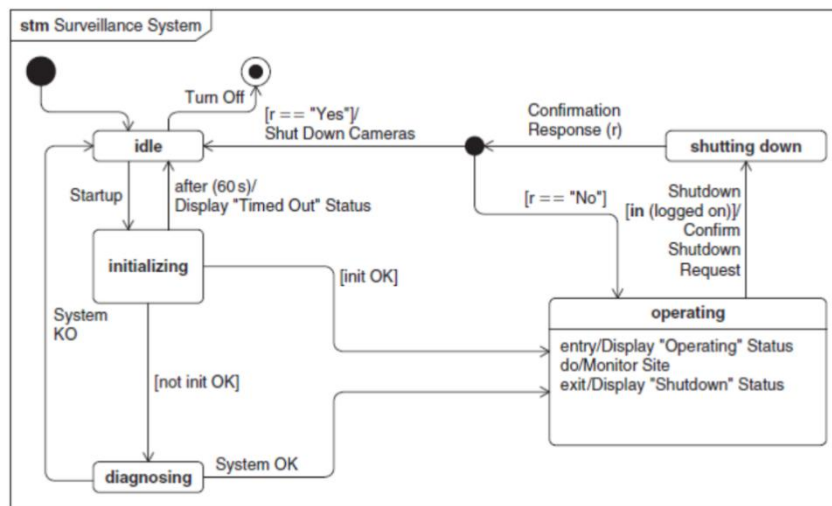 stm Surveillance System
Turn Off
idle
[r == "Yes"]/
Shut Down Cameras
Confirmation
Response (r)
shutting down
Startup
after (60 s)/
Display "Timed Out" Status
[r == "No"]
Shutdown
[in (logged on)]/
Confirm
Shutdown
Request
initializing
[init OK]
System
KO
[not init OK]
operating
entry/Display "Operating" Status
do/Monitor Site
exit/Display "Shutdown" Status
diagnosing
System OK